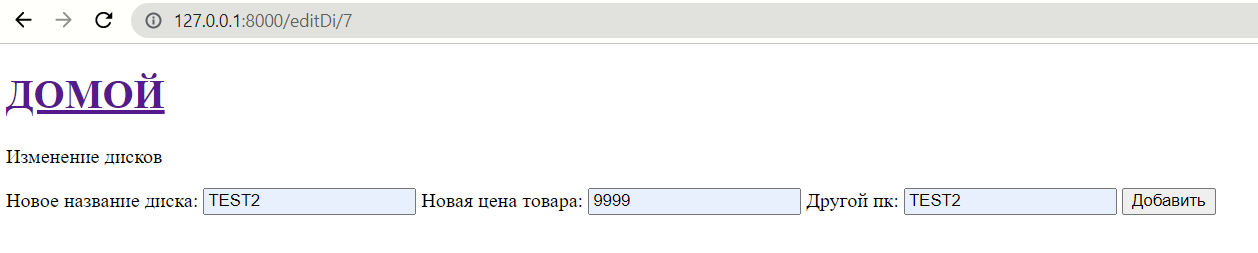 127.0.0.1:8000/editDi/7
ДОМОЙ
Изменение дисков
Новое название диска: TEST2 Новая цена товара: 9999 Другой пк: TEST2 Добавить